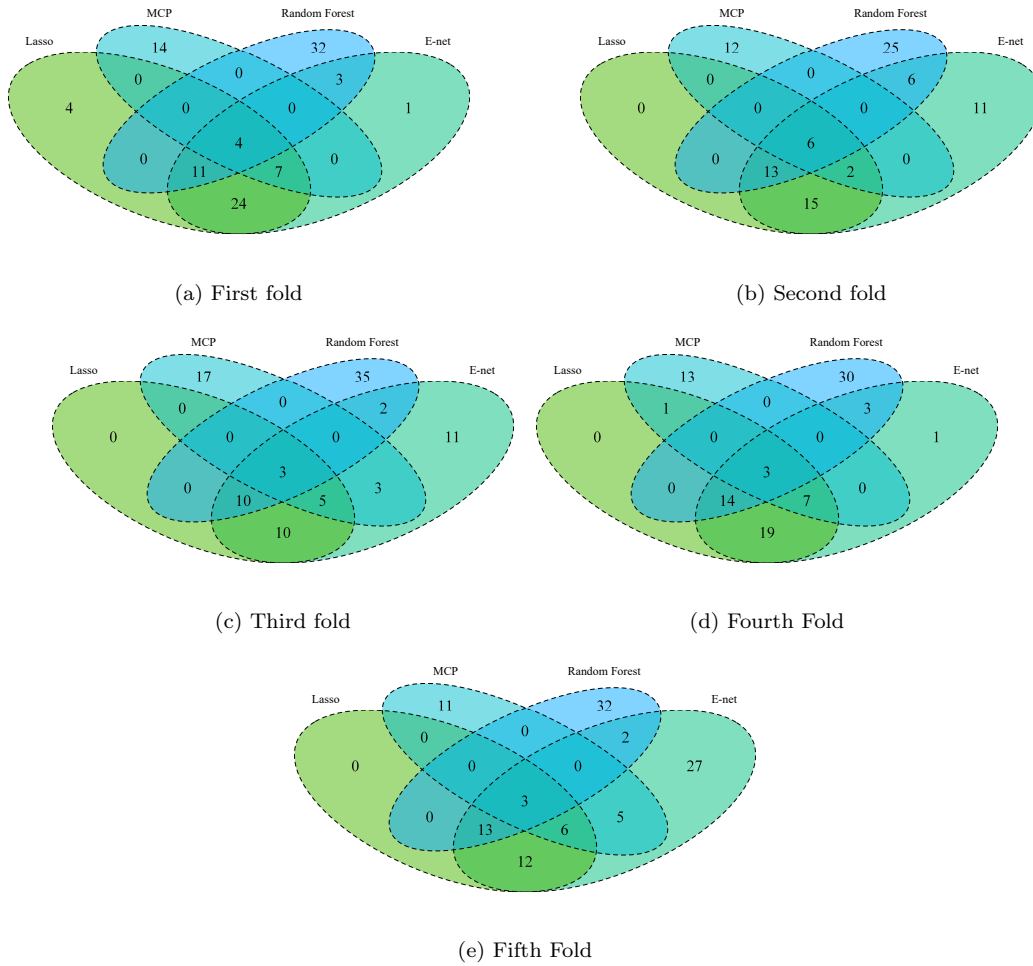 MCP Random Forest
Lasso E-net
14 32
0 0 3
4 0 0 1
4
0 11 7 0
24
(a) First fold
MCP Random Forest
Lasso E-net
12 25
0 0 6
0 0 0 11
6
0 13 2 0
15
(b) Second fold
MCP Random Forest
Lasso E-net
17 35
0 0 2
0 0 0 11
3
0 10 5 3
10
(c) Third fold
MCP Random Forest
Lasso E-net
13 30
1 0 3
0 0 0 1
3
0 14 7 0
19
(d) Fourth Fold
MCP Random Forest
Lasso E-net
11 32
0 0 2
0 0 0 27
3
0 13 6 5
12
(e) Fifth Fold